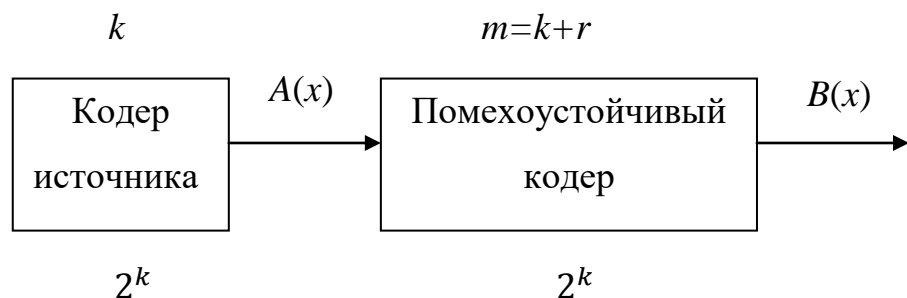 k
m=k+r
Кодер
источника
A(x)
Помехоустойчивый
кодер
B(x)
2^k
2^k